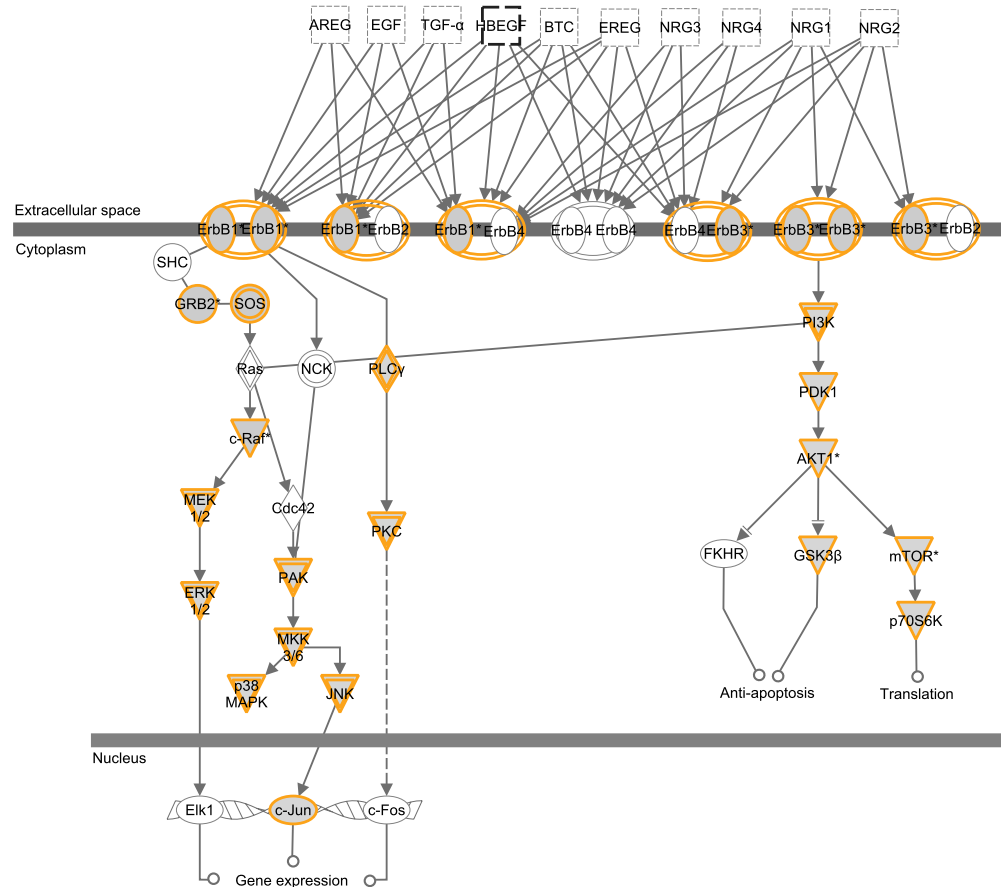 AREG EGF TGF-α HBEGF BTC EREG NRG3 NRG4 NRG1 NRG2
Extracellular space
ErbB1* ErbB1* ErbB1* ErbB2 ErbB1* ErbB4 ErbB4 ErbB4 ErbB4 ErbB3* ErbB3* ErbB3* ErbB3* ErbB2
Cytoplasm
SHC
GRB2* SOS
PI3K
Ras NCK PLCγ
PDK1
c-Raf*
AKT1*
MEK
1/2
Cdc42
PKC
FKHR GSK3β mTOR*
PAK
ERK
1/2
p70S6K
MKK
3/6
p38
MAPK
JNK
Anti-apoptosis Translation
Nucleus
Elk1 c-Jun c-Fos
Gene expression